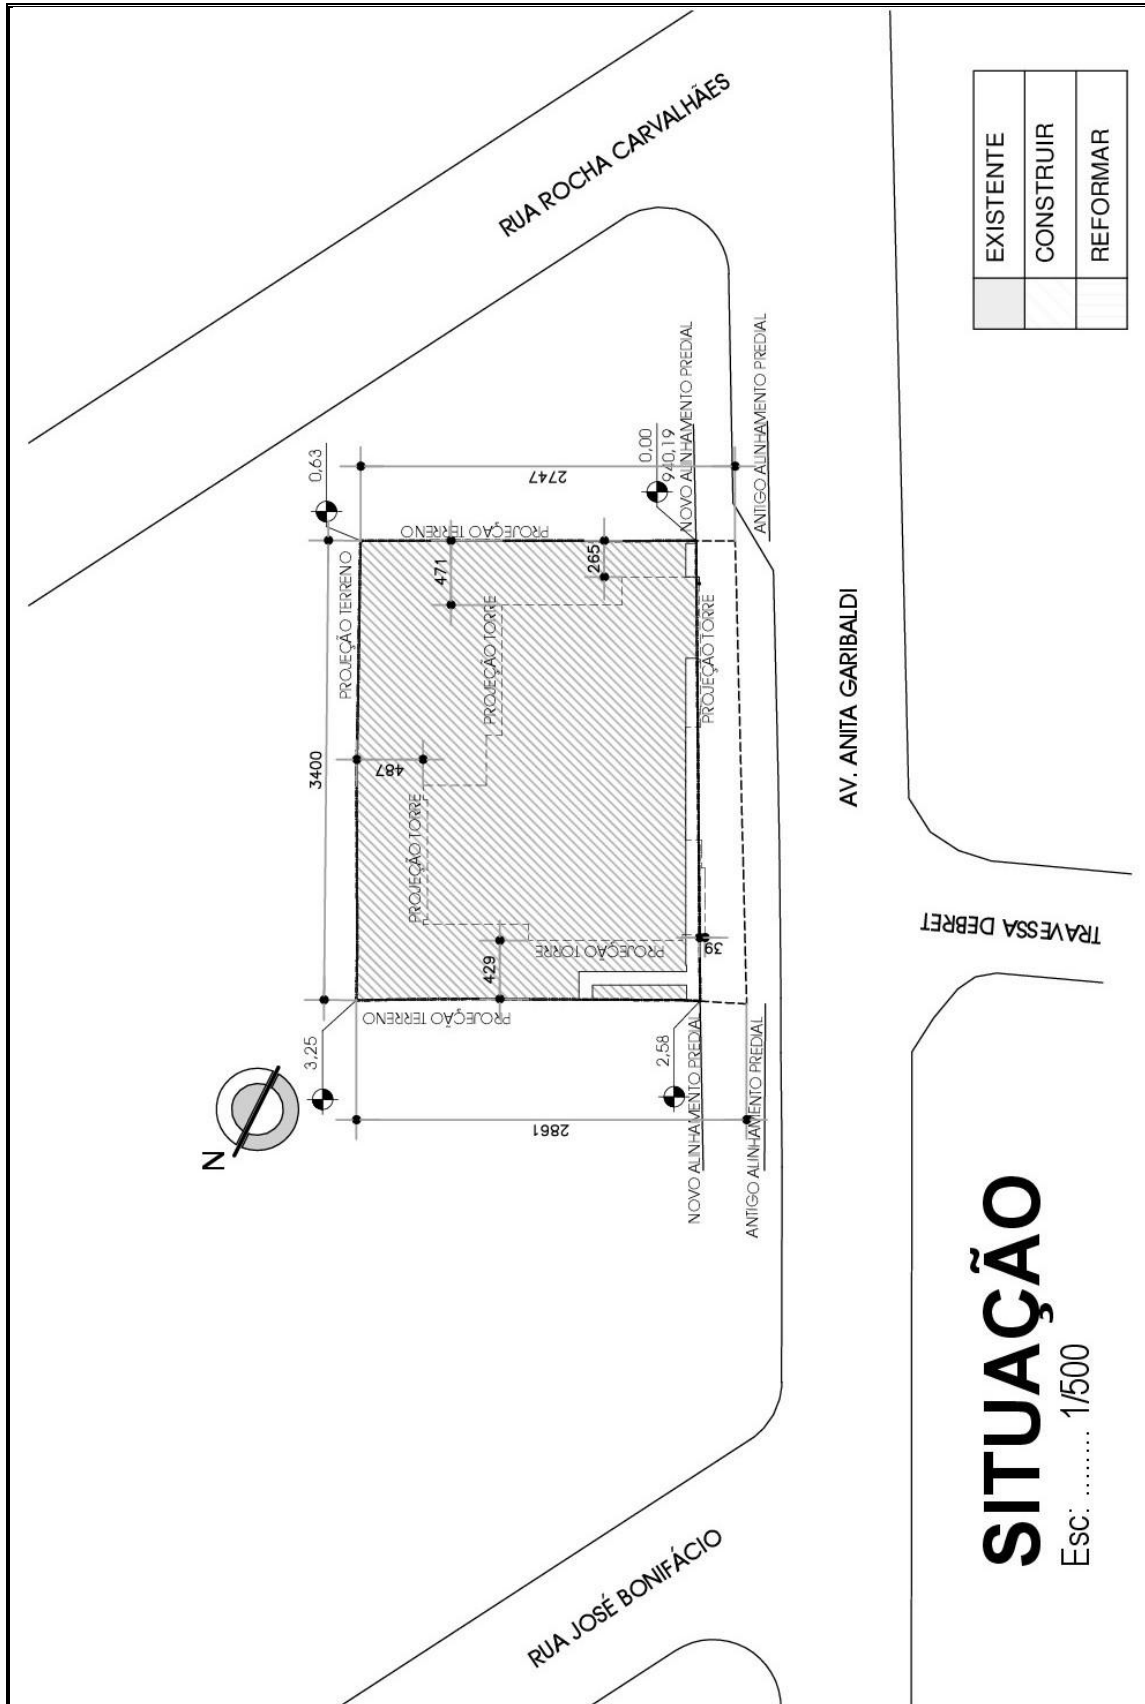 RUA ROCHA CARVALHÃES
EXISTENTE
CONSTRUIR
REFORMAR
0,63
0,00
940,19
NOVO ALINHAMENTO PREDIAL
ANTIGO ALINHAMENTO PREDIAL
2747
PROJEÇÃO TERRENO
PROJEÇÃO TERRENO
471
265
PROJEÇÃO TORRE
PROJEÇÃO TORRE
3400
487
PROJEÇÃO TORRE
AV. ANITA GARIBALDI
429
PROJEÇÃO TORRE
39
TRAVESSA DEBRET
PROJEÇÃO TERRENO
3,25
2,58
NOVO ALINHAMENTO PREDIAL
ANTIGO ALINHAMENTO PREDIAL
2861
N
SITUAÇÃO
Esc: ........ 1/500
RUA JOSÉ BONIFÁCIO